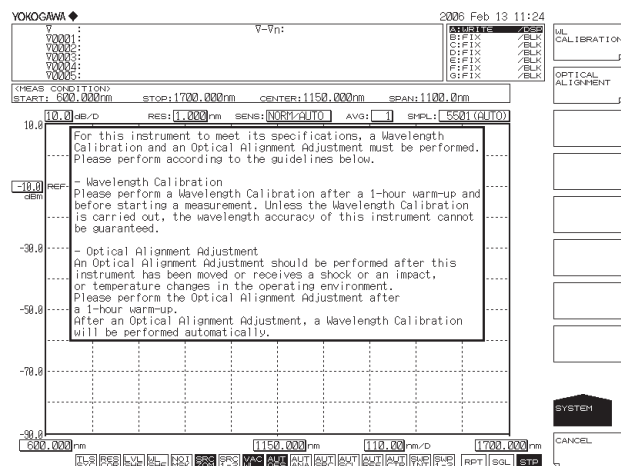 YOKOGAWA ◆
2006 Feb 13 11:24
∇ :
∇0001:
∇0002:
∇0003:
∇0004:
∇0005:
∇-∇n:
A:WRITE /DSP
B:FIX /BLK
C:FIX /BLK
D:FIX /BLK
E:FIX /BLK
F:FIX /BLK
G:FIX /BLK
WL
CALIBRATION
OPTICAL
ALIGNMENT
<MEAS CONDITION>
START: 600.000nm STOP:1700.000nm CENTER:1150.000nm SPAN:1100.0nm
10.0 dB/D RES: 1.000 nm SENS: NORM/AUTO AVG: 1 SMPL: 5501(AUTO)
10.0
For this instrument to meet its specifications, a Wavelength
Calibration and an Optical Alignment Adjustment must be performed.
Please perform according to the guidelines below.
- Wavelength Calibration
Please perform a Wavelength Calibration after a 1-hour warm-up and
before starting a measurement. Unless the Wavelength Calibration
is carried out, the wavelength accuracy of this instrument cannot
be guaranteed.
- Optical Alignment Adjustment
An Optical Alignment Adjustment should be performed after this
instrument has been moved or receives a shock or an impact,
or temperature changes in the operating environment.
Please perform the Optical Alignment Adjustment after
a 1-hour warm-up.
After an Optical Alignment Adjustment, a Wavelength Calibration
will be performed automatically.
-10.0 REF
dBm
-30.0
-50.0
-70.0
-90.0
600.000 nm 1150.000 nm 110.00 nm/D 1700.000 nm
RPT SGL STP
SYSTEM
CANCEL